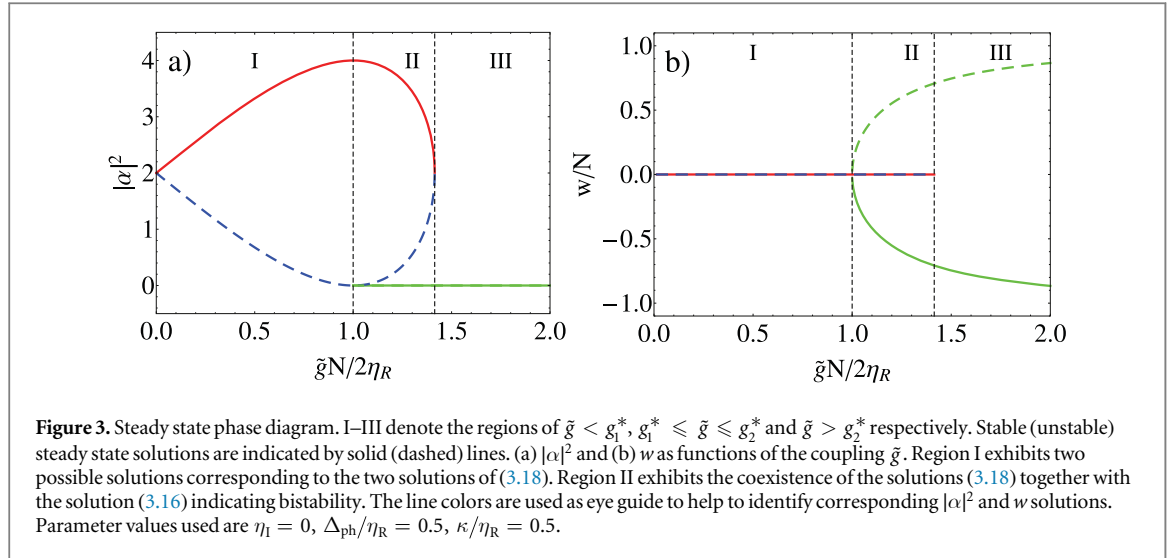 a)
I
II
III
4
3
2
1
0
|α|²
0.0
0.5
1.0
1.5
2.0
g̃N/2η_R
b)
I
II
III
1.0
0.5
0.0
−0.5
−1.0
w/N
0.0
0.5
1.0
1.5
2.0
g̃N/2η_R
Figure 3. Steady state phase diagram. I–III denote the regions of g̃ < g₁*, g₁* ⩽ g̃ ⩽ g₂* and g̃ > g₂* respectively. Stable (unstable)
steady state solutions are indicated by solid (dashed) lines. (a) |α|² and (b) w as functions of the coupling g̃. Region I exhibits two
possible solutions corresponding to the two solutions of (3.18). Region II exhibits the coexistence of the solutions (3.18) together with
the solution (3.16) indicating bistability. The line colors are used as eye guide to help to identify corresponding |α|² and w solutions.
Parameter values used are η_I = 0, Δ_ph/η_R = 0.5, κ/η_R = 0.5.